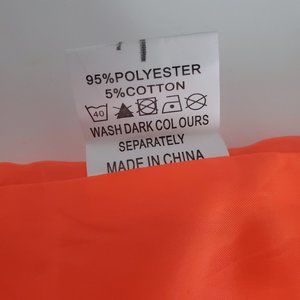 95%POLYESTER
5%COTTON
40
WASH DARK COLOURS
SEPARATELY
MADE IN CHINA